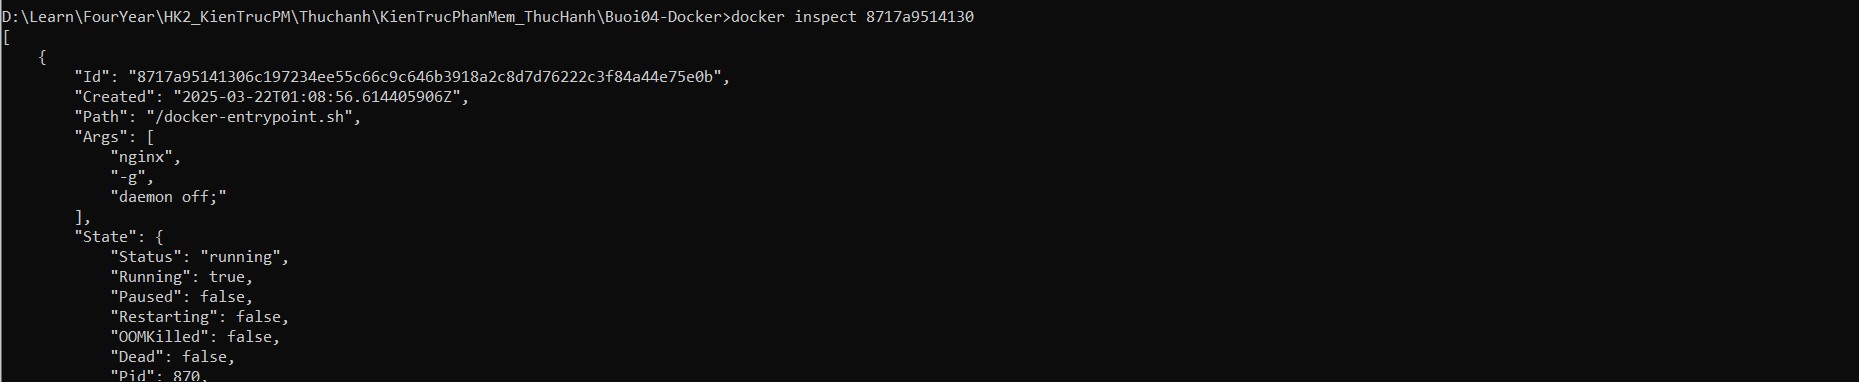 D:\Learn\FourYear\HK2_KienTrucPM\Thuchanh\KienTrucPhanMem_ThucHanh\Buoi04-Docker>docker inspect 8717a9514130
[
    {
        "Id": "8717a95141306c197234ee55c66c9c646b3918a2c8d7d76222c3f84a44e75e0b",
        "Created": "2025-03-22T01:08:56.614405906Z",
        "Path": "/docker-entrypoint.sh",
        "Args": [
            "nginx",
            "-g",
            "daemon off;"
        ],
        "State": {
            "Status": "running",
            "Running": true,
            "Paused": false,
            "Restarting": false,
            "OOMKilled": false,
            "Dead": false,
            "Pid": 870,